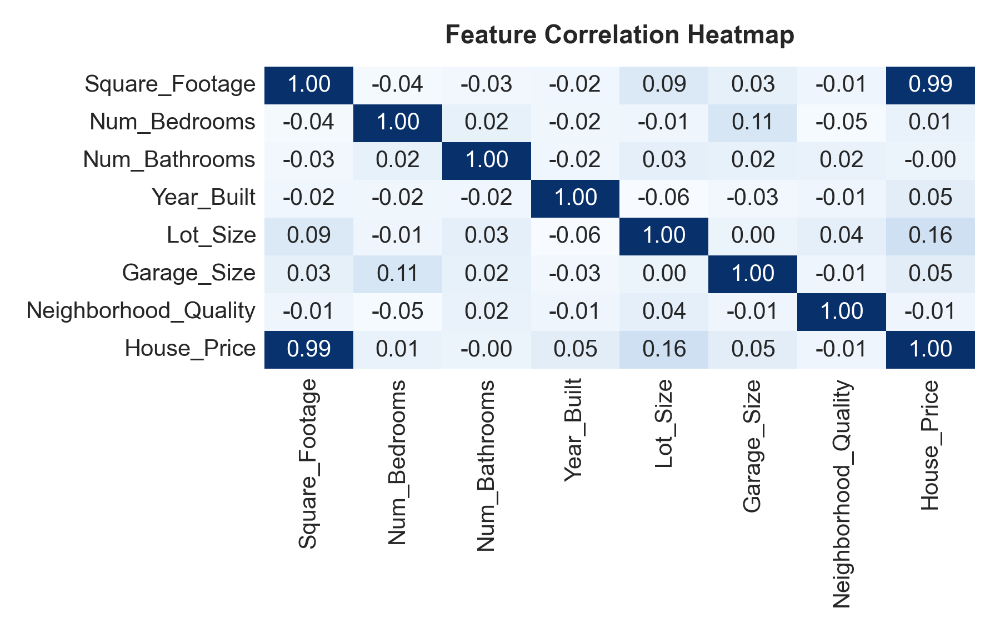 Feature Correlation Heatmap
Square_Footage 1.00 -0.04 -0.03 -0.02 0.09 0.03 -0.01 0.99
Num_Bedrooms -0.04 1.00 0.02 -0.02 -0.01 0.11 -0.05 0.01
Num_Bathrooms -0.03 0.02 1.00 -0.02 0.03 0.02 0.02 -0.00
Year_Built -0.02 -0.02 -0.02 1.00 -0.06 -0.03 -0.01 0.05
Lot_Size 0.09 -0.01 0.03 -0.06 1.00 0.00 0.04 0.16
Garage_Size 0.03 0.11 0.02 -0.03 0.00 1.00 -0.01 0.05
Neighborhood_Quality -0.01 -0.05 0.02 -0.01 0.04 -0.01 1.00 -0.01
House_Price 0.99 0.01 -0.00 0.05 0.16 0.05 -0.01 1.00
Square_Footage
Num_Bedrooms
Num_Bathrooms
Year_Built
Lot_Size
Garage_Size
Neighborhood_Quality
House_Price